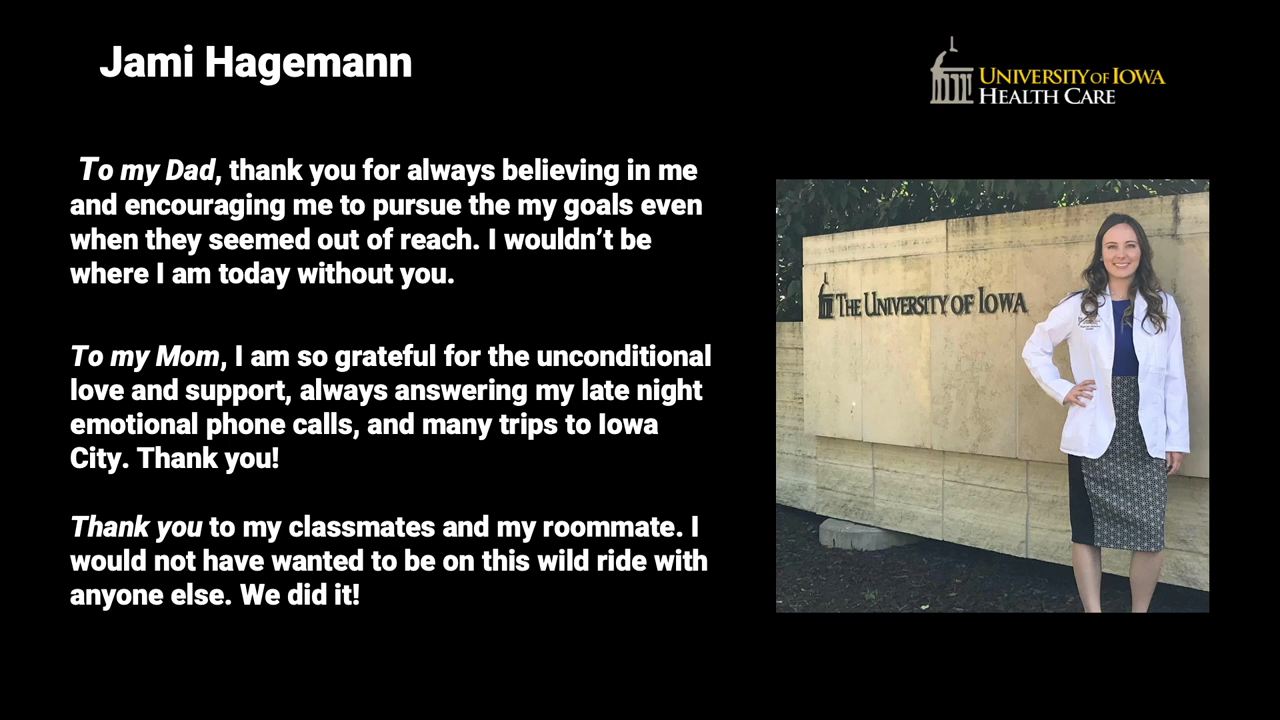 Jami Hagemann
UNIVERSITY OF IOWA
HEALTH CARE
To my Dad, thank you for always believing in me
and encouraging me to pursue the my goals even
when they seemed out of reach. I wouldn’t be
where I am today without you.
To my Mom, I am so grateful for the unconditional
love and support, always answering my late night
emotional phone calls, and many trips to Iowa
City. Thank you!
Thank you to my classmates and my roommate. I
would not have wanted to be on this wild ride with
anyone else. We did it!
THE UNIVERSITY OF IOWA